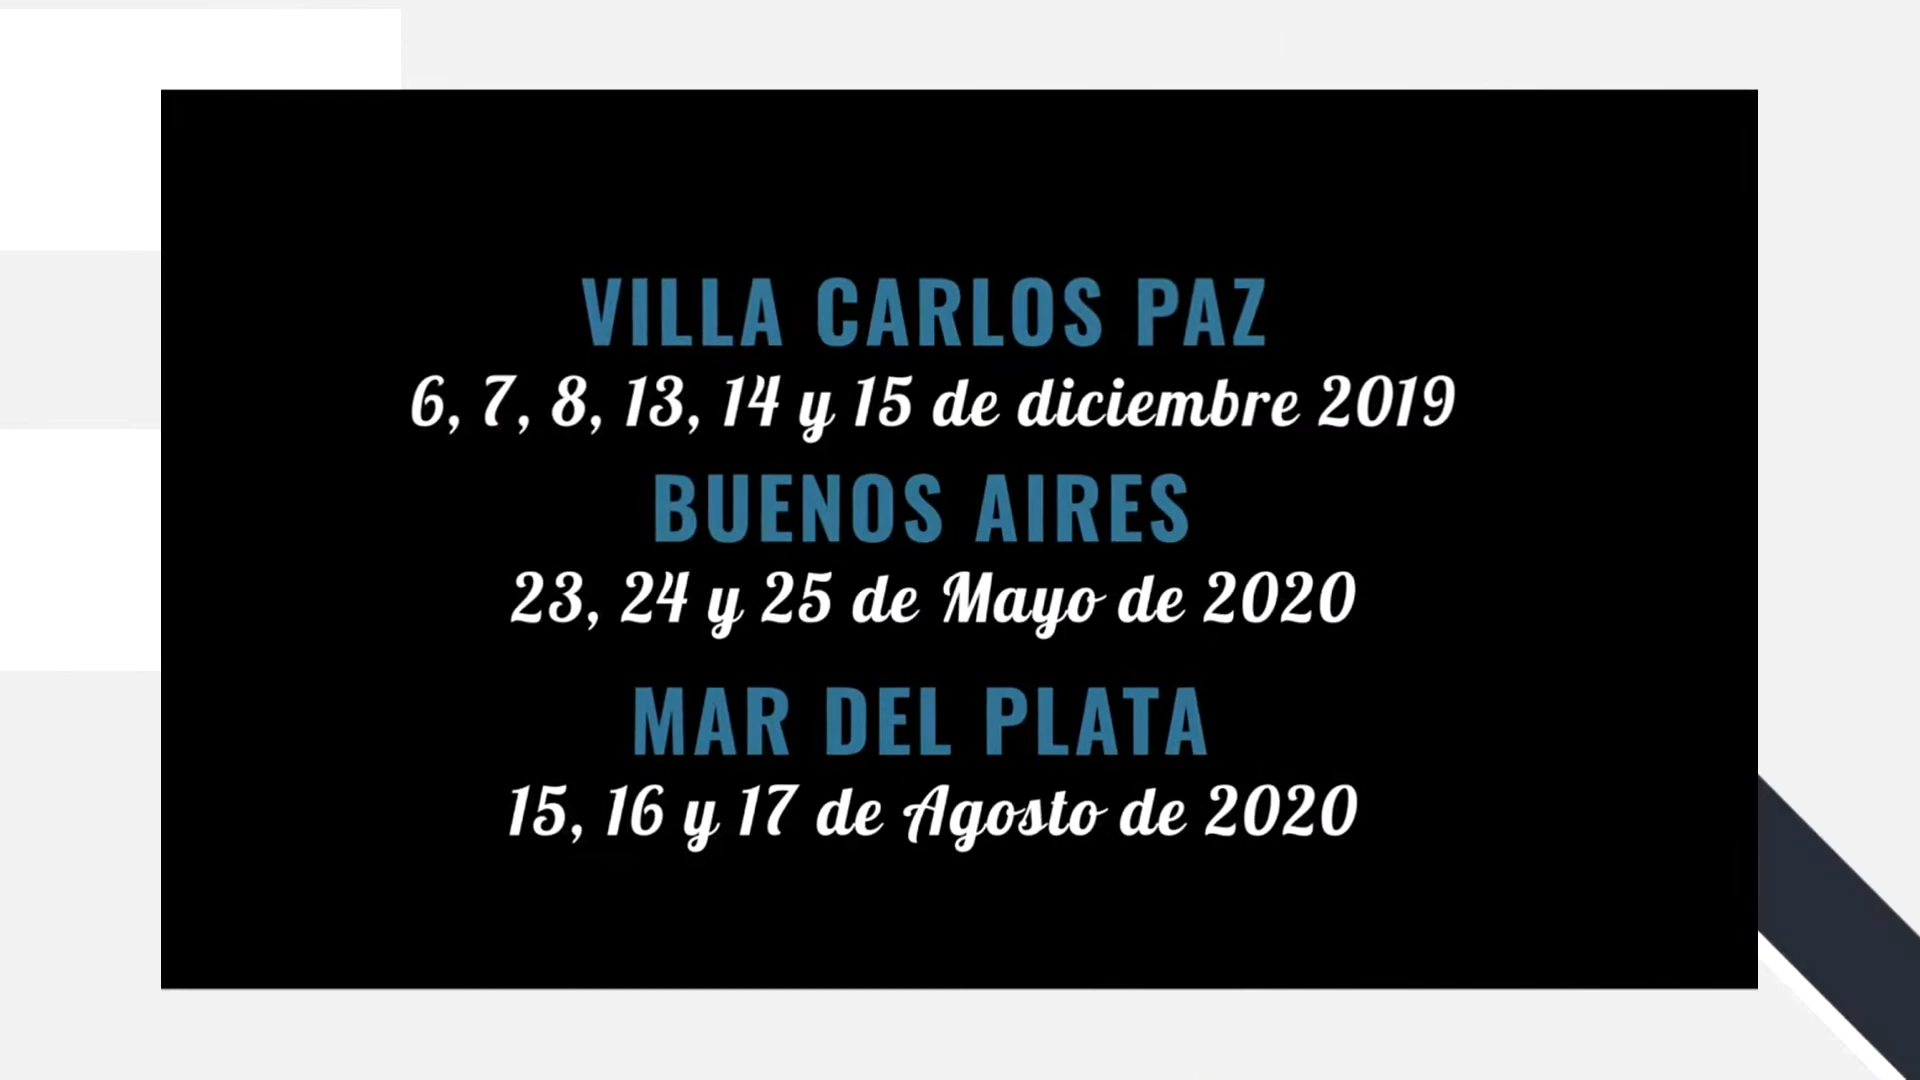 VILLA CARLOS PAZ
6, 7, 8, 13, 14 y 15 de diciembre 2019
BUENOS AIRES
23, 24 y 25 de Mayo de 2020
MAR DEL PLATA
15, 16 y 17 de Agosto de 2020